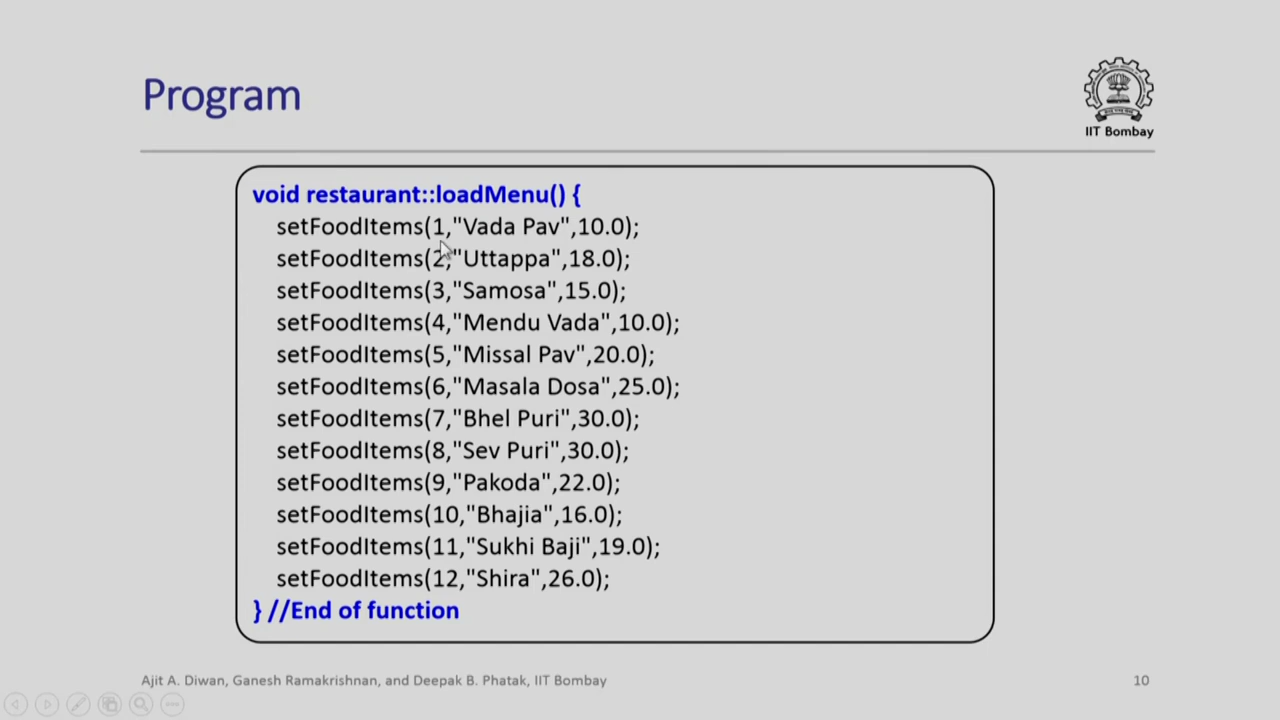 Program
IIT Bombay
void restaurant::loadMenu() {
setFoodItems(1,"Vada Pav",10.0);
setFoodItems(2,"Uttappa",18.0);
setFoodItems(3,"Samosa",15.0);
setFoodItems(4,"Mendu Vada",10.0);
setFoodItems(5,"Missal Pav",20.0);
setFoodItems(6,"Masala Dosa",25.0);
setFoodItems(7,"Bhel Puri",30.0);
setFoodItems(8,"Sev Puri",30.0);
setFoodItems(9,"Pakoda",22.0);
setFoodItems(10,"Bhajia",16.0);
setFoodItems(11,"Sukhi Baji",19.0);
setFoodItems(12,"Shira",26.0);
} //End of function
Ajit A. Diwan, Ganesh Ramakrishnan, and Deepak B. Phatak, IIT Bombay
10